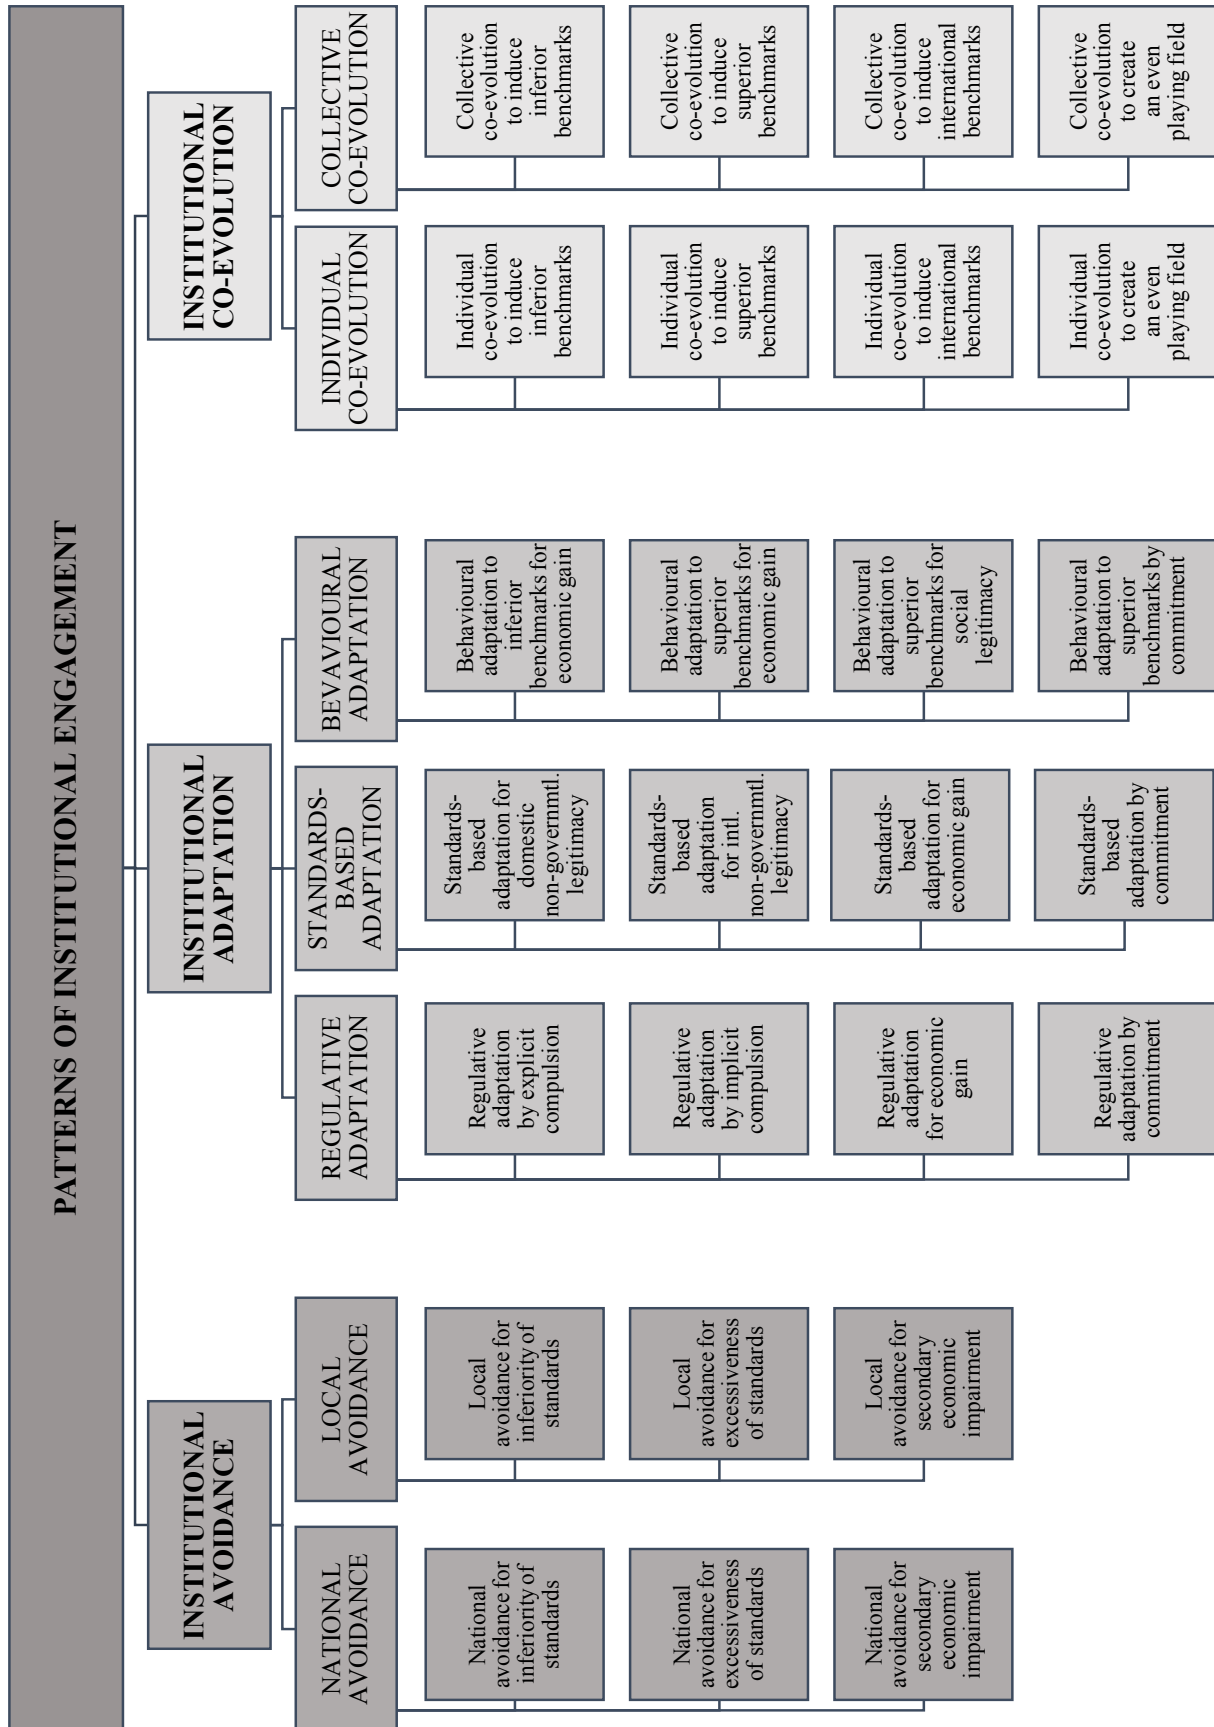 PATTERNS OF INSTITUTIONAL ENGAGEMENT
INSTITUTIONAL
AVOIDANCE
NATIONAL
AVOIDANCE
National
avoidance for
inferiority of
standards
National
avoidance for
excessiveness
of standards
National
avoidance for
secondary
economic
impairment
LOCAL
AVOIDANCE
Local
avoidance for
inferiority of
standards
Local
avoidance for
excessiveness
of standards
Local
avoidance for
secondary
economic
impairment
INSTITUTIONAL
ADAPTATION
REGULATIVE
ADAPTATION
Regulative
adaptation
by explicit
compulsion
Regulative
adaptation
by implicit
compulsion
Regulative
adaptation
for economic
gain
Regulative
adaptation by
commitment
STANDARDS-
BASED
ADAPTATION
Standards-
based
adaptation for
domestic
non-governmtl.
legitimacy
Standards-
based
adaptation
for intl.
non-governmtl.
legitimacy
Standards-
based
adaptation for
economic gain
Standards-
based
adaptation by
commitment
BEVAVIOURAL
ADAPTATION
Behavioural
adaptation to
inferior
benchmarks for
economic gain
Behavioural
adaptation to
superior
benchmarks for
economic gain
Behavioural
adaptation to
superior
benchmarks for
social
legitimacy
Behavioural
adaptation to
superior
benchmarks by
commitment
INSTITUTIONAL
CO-EVOLUTION
INDIVIDUAL
CO-EVOLUTION
Individual
co-evolution
to induce
inferior
benchmarks
Individual
co-evolution
to induce
superior
benchmarks
Individual
co-evolution
to induce
international
benchmarks
Individual
co-evolution
to create
an even
playing field
COLLECTIVE
CO-EVOLUTION
Collective
co-evolution
to induce
inferior
benchmarks
Collective
co-evolution
to induce
superior
benchmarks
Collective
co-evolution
to induce
international
benchmarks
Collective
co-evolution
to create
an even
playing field